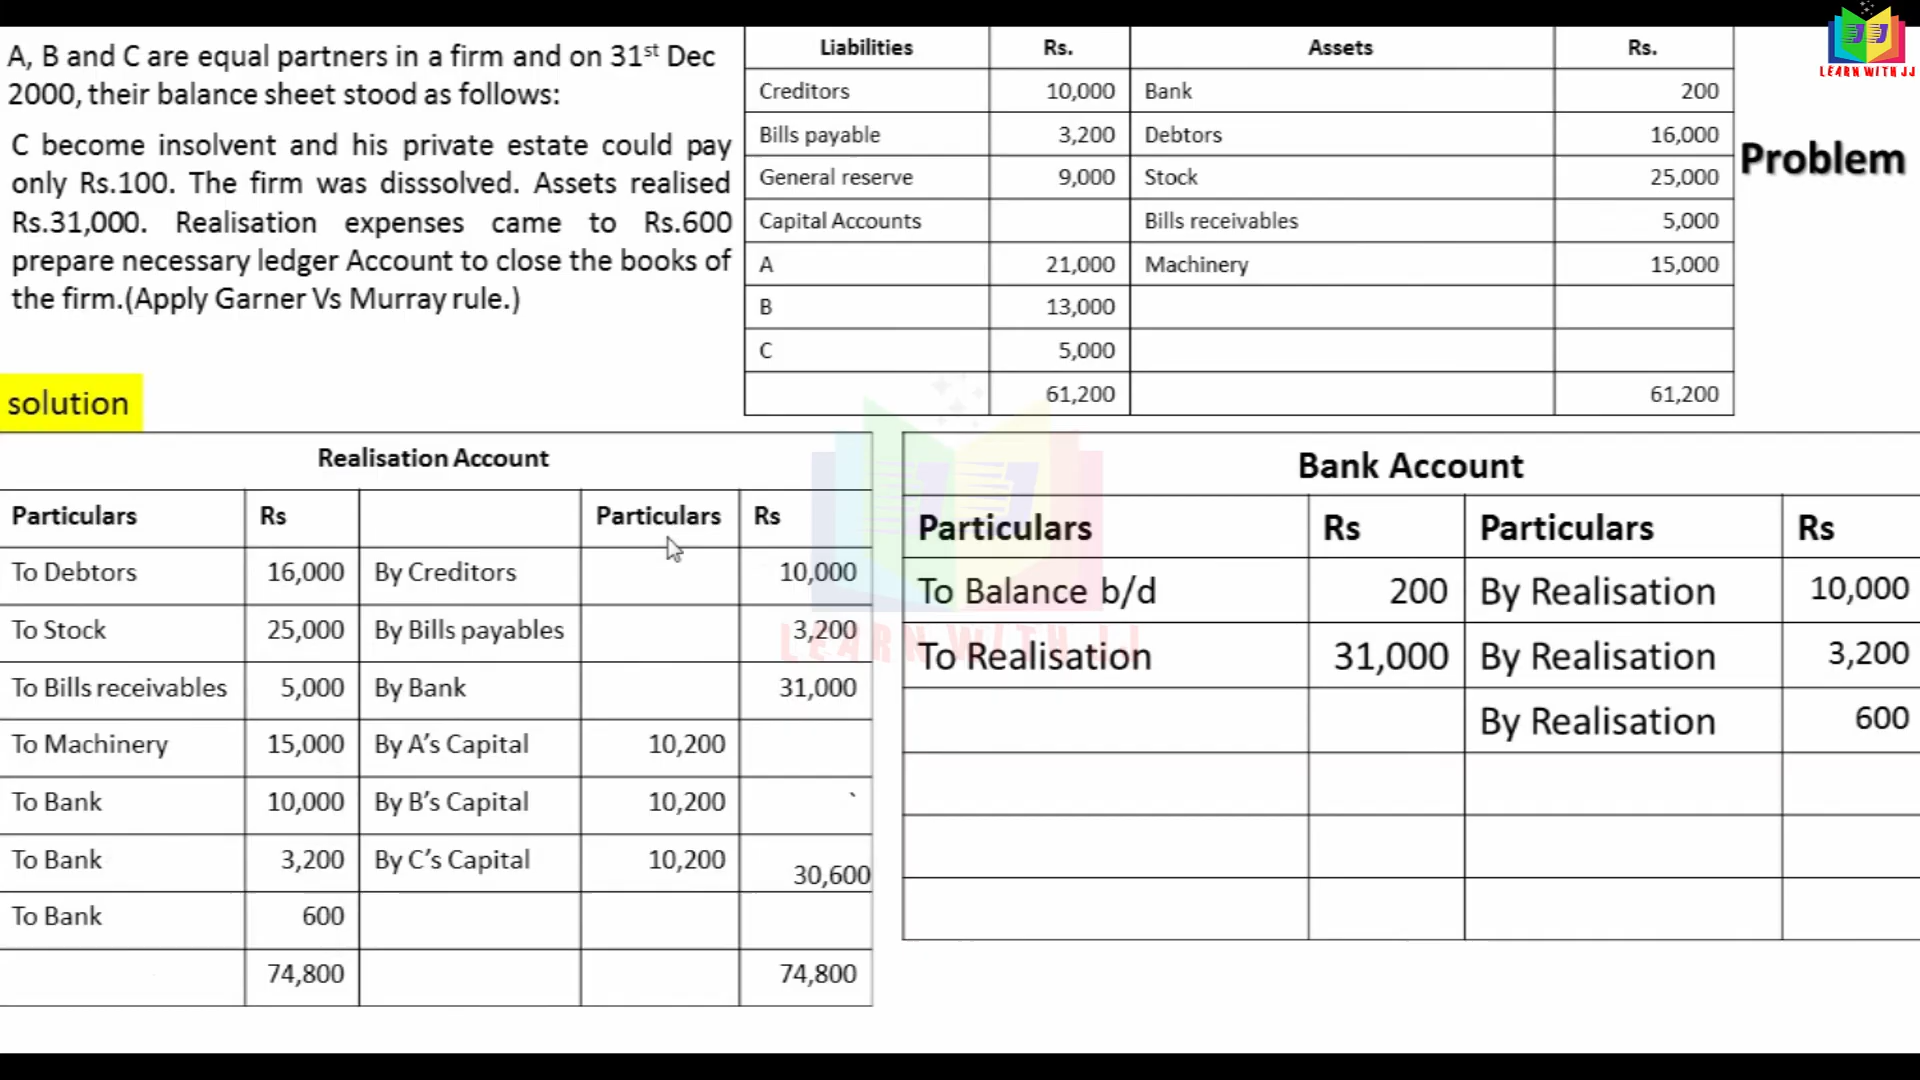 A, B and C are equal partners in a firm and on 31st Dec
2000, their balance sheet stood as follows:
C become insolvent and his private estate could pay
only Rs.100. The firm was disssolved. Assets realised
Rs.31,000. Realisation expenses came to Rs.600
prepare necessary ledger Account to close the books of
the firm.(Apply Garner Vs Murray rule.)
Liabilities Rs. Assets Rs.
Creditors 10,000 Bank 200
Bills payable 3,200 Debtors 16,000
General reserve 9,000 Stock 25,000
Capital Accounts Bills receivables 5,000
A 21,000 Machinery 15,000
B 13,000
C 5,000
61,200 61,200
LEARN WITH JJ
Problem
solution
Realisation Account
Particulars Rs Particulars Rs
To Debtors 16,000 By Creditors 10,000
To Stock 25,000 By Bills payables 3,200
To Bills receivables 5,000 By Bank 31,000
To Machinery 15,000 By A's Capital 10,200
To Bank 10,000 By B's Capital 10,200 `
To Bank 3,200 By C's Capital 10,200 30,600
To Bank 600
74,800 74,800
LEARN WITH JJ
Bank Account
Particulars Rs Particulars Rs
To Balance b/d 200 By Realisation 10,000
To Realisation 31,000 By Realisation 3,200
By Realisation 600